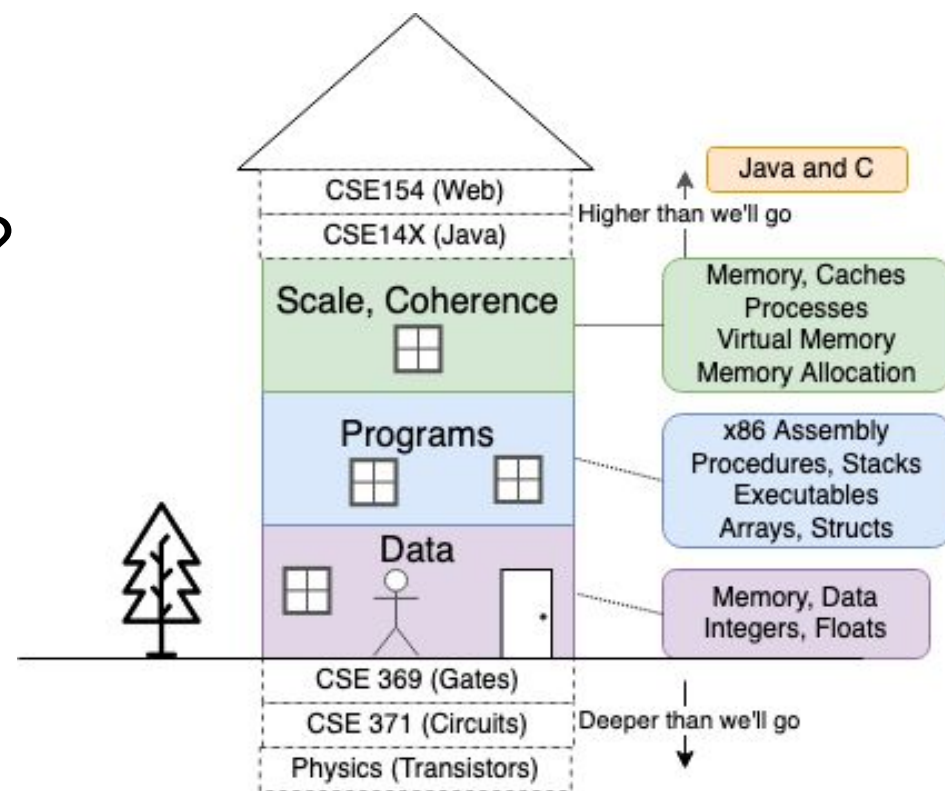 ?
CSE154 (Web)
CSE14X (Java)
Scale, Coherence
Programs
Data
CSE 369 (Gates)
CSE 371 (Circuits)
Physics (Transistors)
Java and C
Higher than we'll go
Memory, Caches
Processes
Virtual Memory
Memory Allocation
x86 Assembly
Procedures, Stacks
Executables
Arrays, Structs
Memory, Data
Integers, Floats
Deeper than we'll go